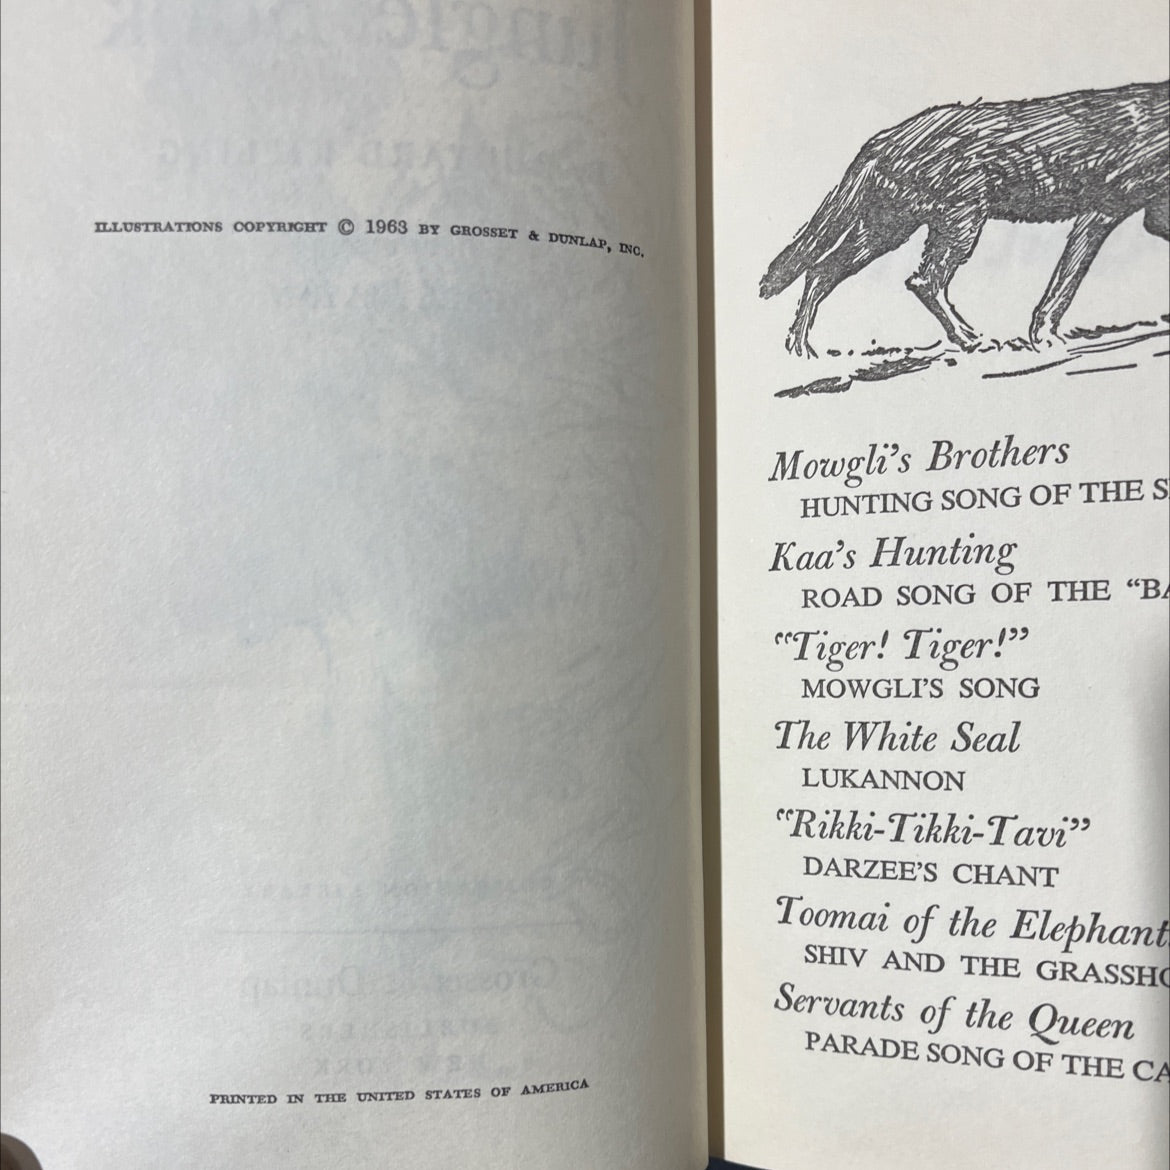 ILLUSTRATIONS COPYRIGHT © 1963 BY GROSSET & DUNLAP, INC.
PRINTED IN THE UNITED STATES OF AMERICA
Mowgli's Brothers
HUNTING SONG OF THE
Kaa's Hunting
ROAD SONG OF THE
"Tiger! Tiger!"
MOWGLI'S SONG
The White Seal
LUKANNON
"Rikki-Tikki-Tavi"
DARZEE'S CHANT
Toomai of the Elephant
SHIV AND THE
Servants of the Queen
PARADE SONG OF THE